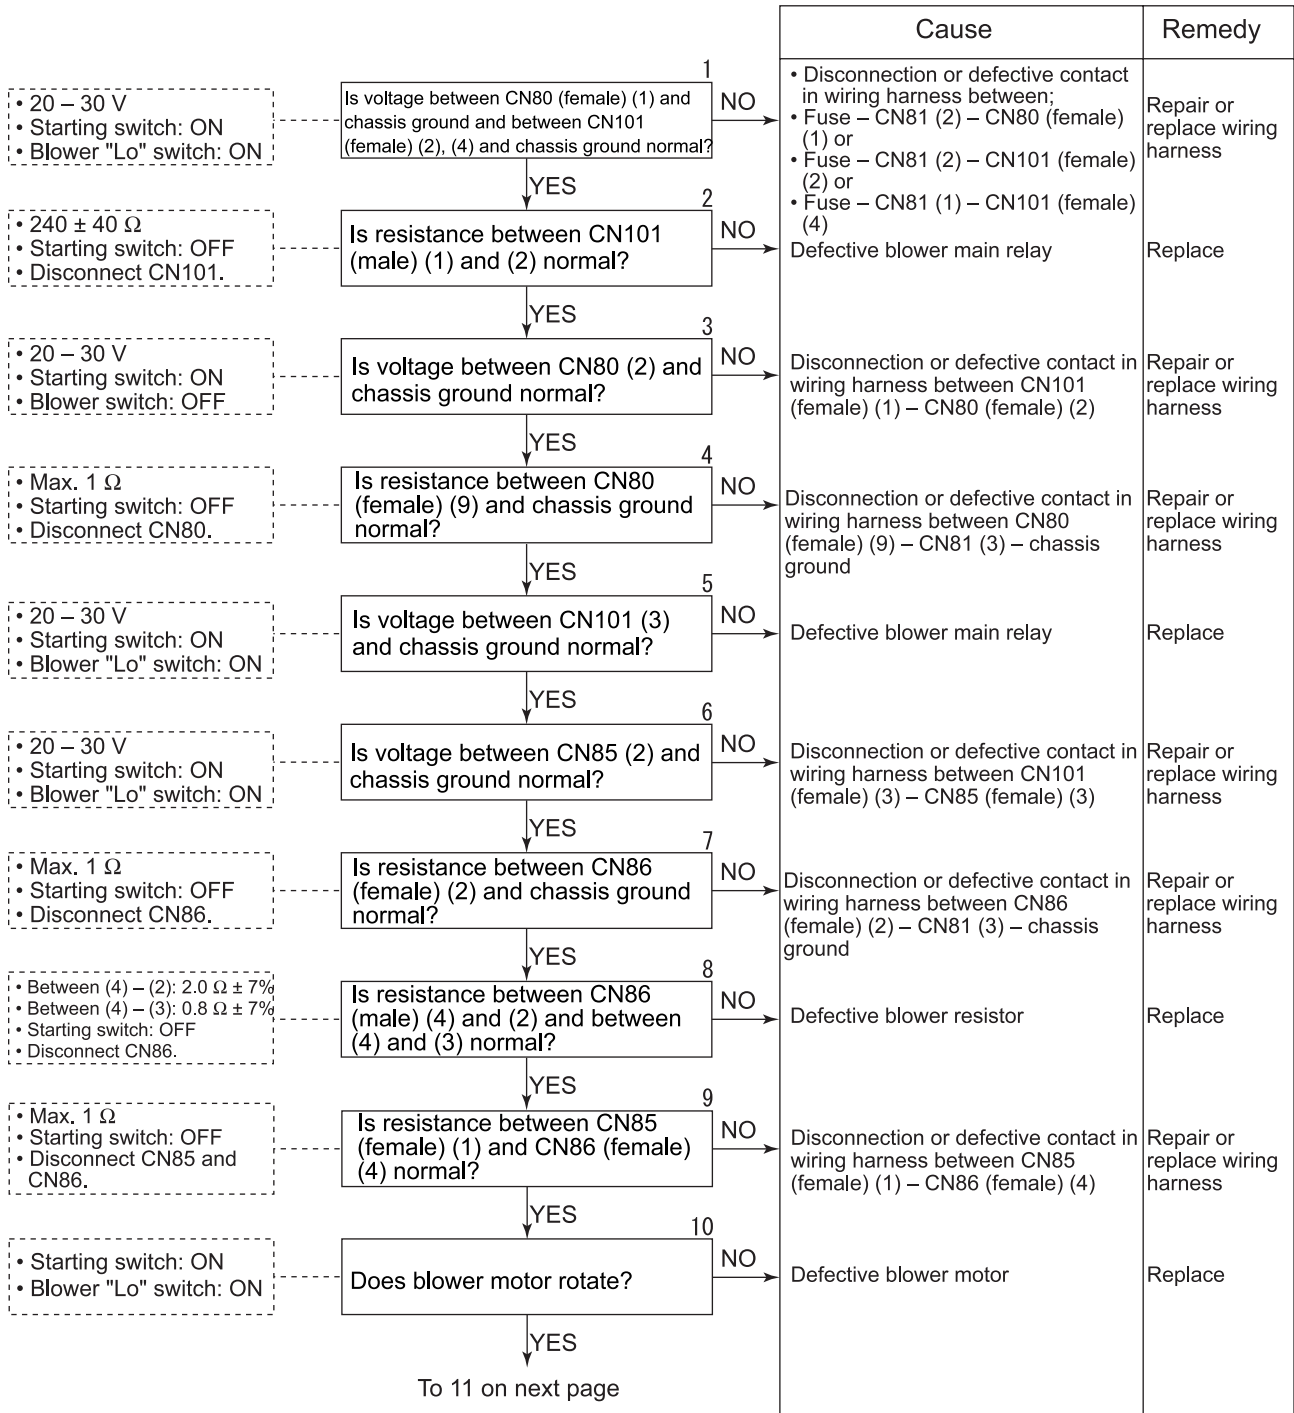 Cause
Remedy
1
• 20 – 30 V
• Starting switch: ON
• Blower "Lo" switch: ON
Is voltage between CN80 (female) (1) and
chassis ground and between CN101
(female) (2), (4) and chassis ground normal?
NO
• Disconnection or defective contact
in wiring harness between;
• Fuse – CN81 (2) – CN80 (female)
(1) or
• Fuse – CN81 (2) – CN101 (female)
(2) or
• Fuse – CN81 (1) – CN101 (female)
(4)
Repair or
replace wiring
harness
YES
2
• 240 ± 40 Ω
• Starting switch: OFF
• Disconnect CN101.
Is resistance between CN101
(male) (1) and (2) normal?
NO
Defective blower main relay
Replace
YES
3
• 20 – 30 V
• Starting switch: ON
• Blower switch: OFF
Is voltage between CN80 (2) and
chassis ground normal?
NO
Disconnection or defective contact in
wiring harness between CN101
(female) (1) – CN80 (female) (2)
Repair or
replace wiring
harness
YES
4
• Max. 1 Ω
• Starting switch: OFF
• Disconnect CN80.
Is resistance between CN80
(female) (9) and chassis ground
normal?
NO
Disconnection or defective contact in
wiring harness between CN80
(female) (9) – CN81 (3) – chassis
ground
Repair or
replace wiring
harness
YES
5
• 20 – 30 V
• Starting switch: ON
• Blower "Lo" switch: ON
Is voltage between CN101 (3)
and chassis ground normal?
NO
Defective blower main relay
Replace
YES
6
• 20 – 30 V
• Starting switch: ON
• Blower "Lo" switch: ON
Is voltage between CN85 (2) and
chassis ground normal?
NO
Disconnection or defective contact in
wiring harness between CN101
(female) (3) – CN85 (female) (3)
Repair or
replace wiring
harness
YES
7
• Max. 1 Ω
• Starting switch: OFF
• Disconnect CN86.
Is resistance between CN86
(female) (2) and chassis ground
normal?
NO
Disconnection or defective contact in
wiring harness between CN86
(female) (2) – CN81 (3) – chassis
ground
Repair or
replace wiring
harness
YES
8
• Between (4) – (2): 2.0 Ω ± 7%
• Between (4) – (3): 0.8 Ω ± 7%
• Starting switch: OFF
• Disconnect CN86.
Is resistance between CN86
(male) (4) and (2) and between
(4) and (3) normal?
NO
Defective blower resistor
Replace
YES
9
• Max. 1 Ω
• Starting switch: OFF
• Disconnect CN85 and
CN86.
Is resistance between CN85
(female) (1) and CN86 (female)
(4) normal?
NO
Disconnection or defective contact in
wiring harness between CN85
(female) (1) – CN86 (female) (4)
Repair or
replace wiring
harness
YES
10
• Starting switch: ON
• Blower "Lo" switch: ON
Does blower motor rotate?
NO
Defective blower motor
Replace
YES
To 11 on next page